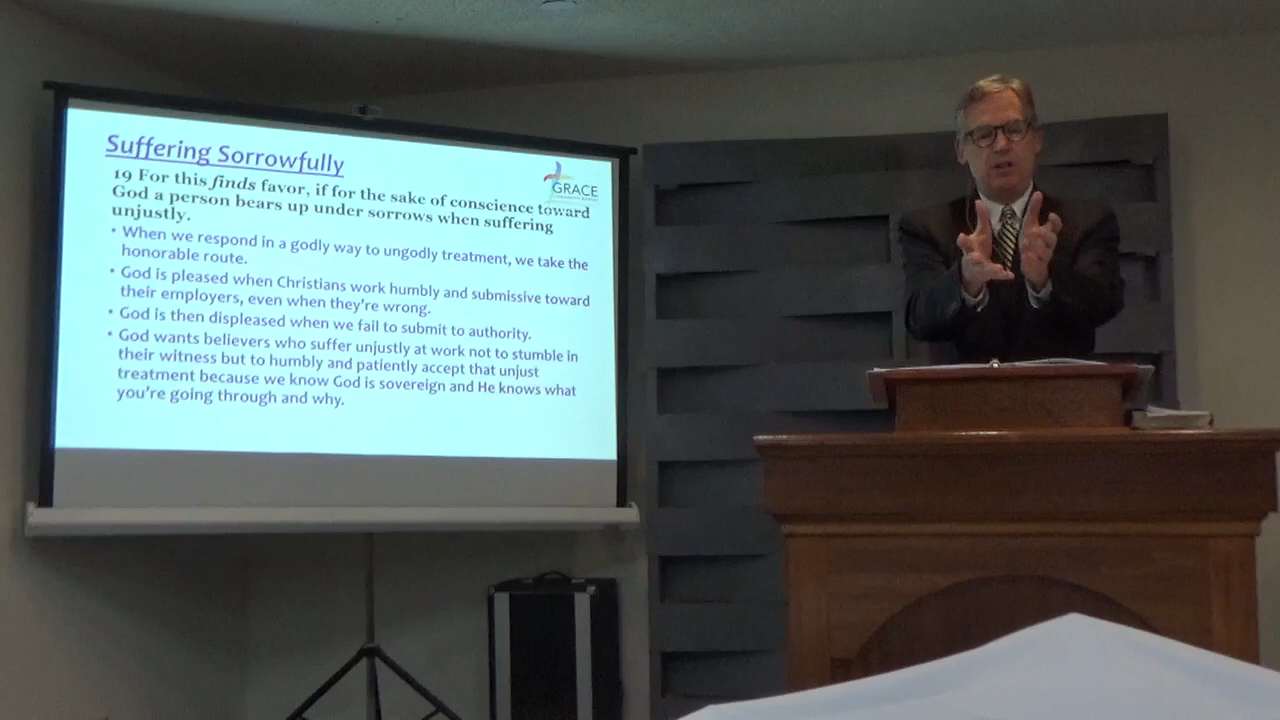 Suffering Sorrowfully
GRACE
19 For this finds favor, if for the sake of conscience toward
God a person bears up under sorrows when suffering
unjustly.
• When we respond in a godly way to ungodly treatment, we take the
honorable route.
• God is pleased when Christians work humbly and submissive toward
their employers, even when they're wrong.
• God is then displeased when we fail to submit to authority.
• God wants believers who suffer unjustly at work not to stumble in
their witness but to humbly and patiently accept that unjust
treatment because we know God is sovereign and He knows what
you're going through and why.